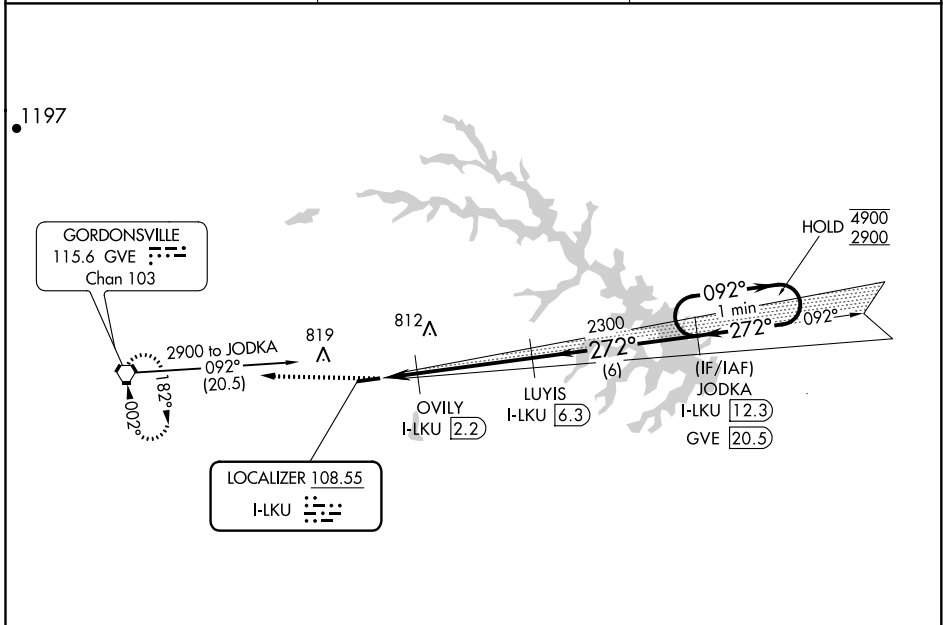 1197
GORDONSVILLE
115.6 GVE
Chan 103
HOLD 4900
2900
092°
1 min
272°
092°
819
812
2300
272°
(6)
2900 to JODKA
092°
(20.5)
182°
002°
(IF/IAF)
JODKA
I-LKU 12.3
GVE 20.5
LUYIS
I-LKU 6.3
OVILY
I-LKU 2.2
LOCALIZER 108.55
I-LKU